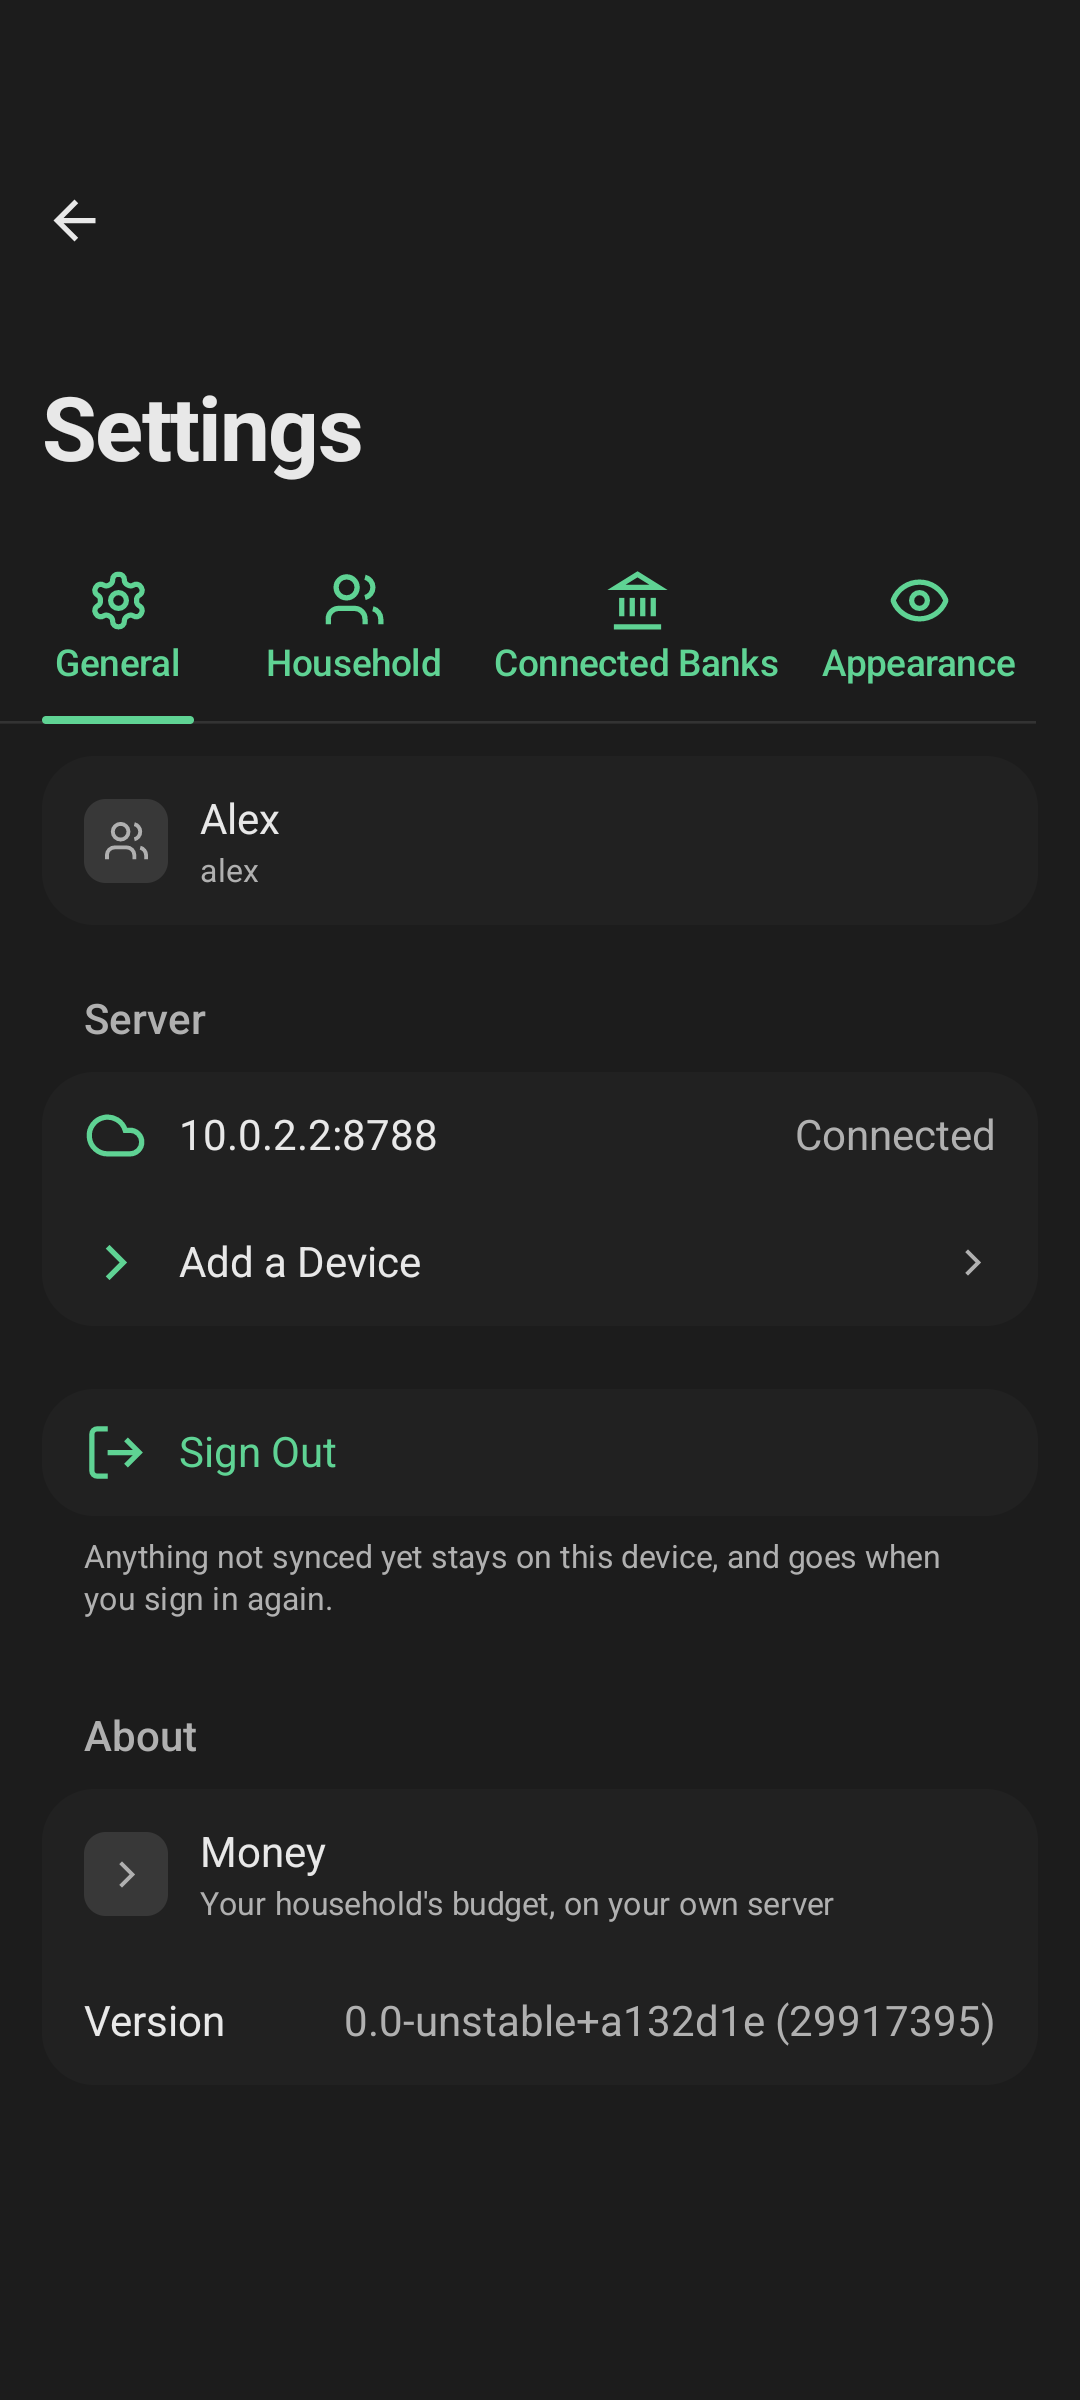 Settings
General
Household
Connected Banks
Appearance
Alex
alex
Server
10.0.2.2:8788
Connected
Add a Device
Sign Out
Anything not synced yet stays on this device, and goes when
you sign in again.
About
Money
Your household's budget, on your own server
Version
0.0-unstable+a132d1e (29917395)